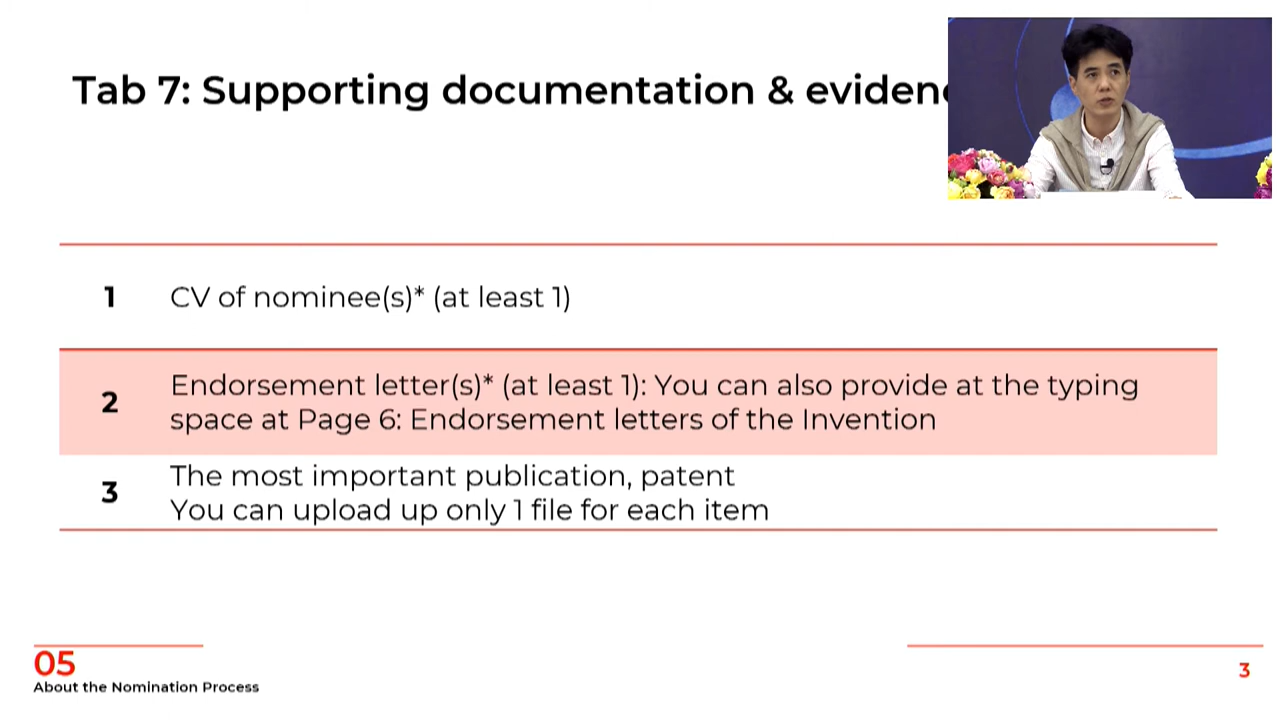 Tab 7: Supporting documentation & eviden
1
CV of nominee(s)* (at least 1)
2
Endorsement letter(s)* (at least 1): You can also provide at the typing
space at Page 6: Endorsement letters of the Invention
3
The most important publication, patent
You can upload up only 1 file for each item
05
About the Nomination Process
3